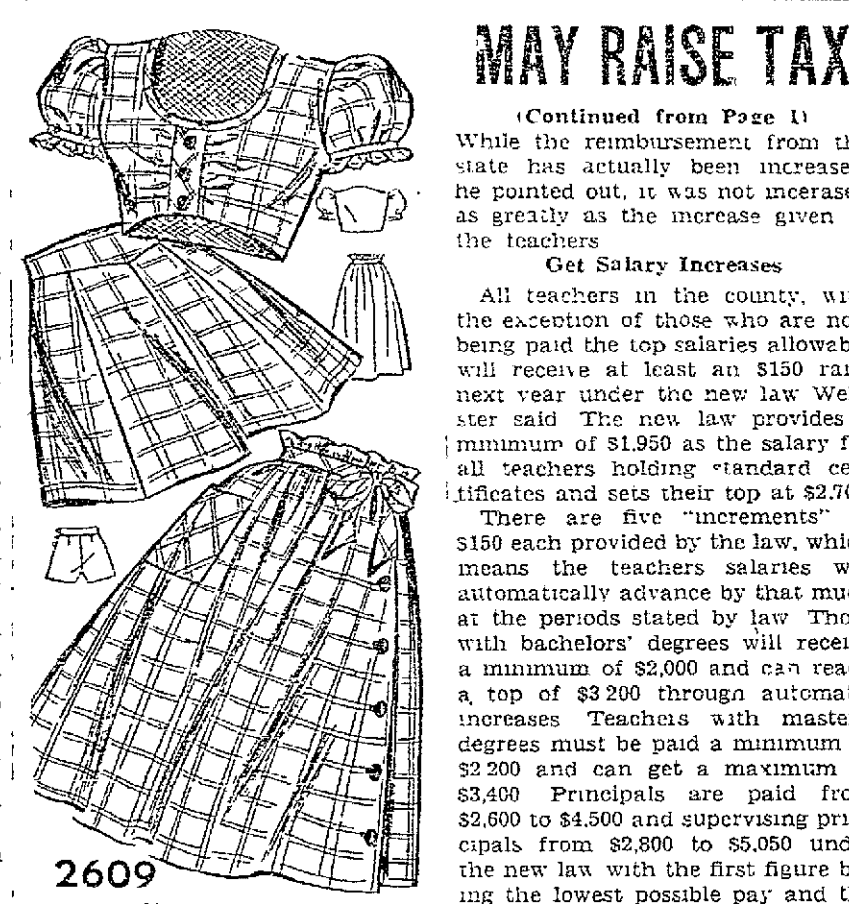 2609
MAY RAISE TAX
(Continued from Page 1)
While the reimbursement from th
state has actually been increase
he pointed out, it was not incerase
as greatly as the increase given
the teachers
Get Salary Increases
All teachers in the county, wi
the exception of those who are no
being paid the top salaries allowab
will receive at least an $150 rai
next year under the new law We
ster said The new law provides
minimum of $1,950 as the salary f
all teachers holding standard ce
tificates and sets their top at $2,70
There are five "increments"
$150 each provided by the law, whic
means the teachers salaries w
automatically advance by that muc
at the periods stated by law Tho
with bachelors' degrees will recei
a minimum of $2,000 and can reac
a top of $3 200 through automat
increases Teachers with master
degrees must be paid a minimum
$2 200 and can get a maximum
$3,400 Principals are paid fro
$2,600 to $4,500 and supervising pri
cipals from $2,800 to $5,050 und
the new law with the first figure b
ing the lowest possible pay and th